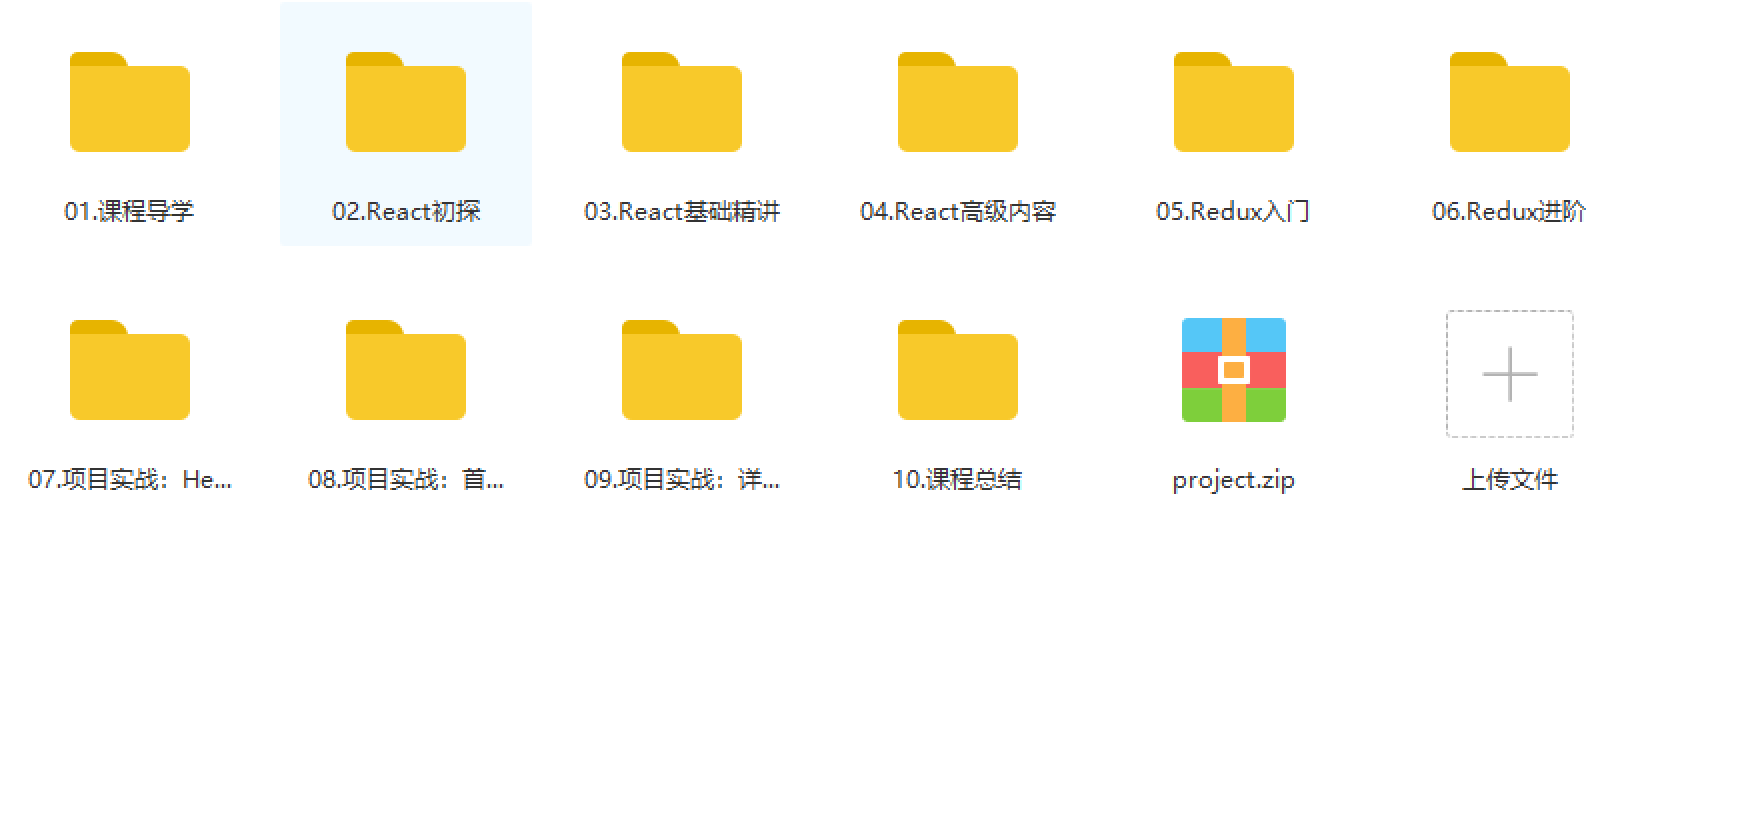 01.课程导学
02.React初探
03.React基础精讲
04.React高级内容
05.Redux入门
06.Redux进阶
07.项目实战：He...
08.项目实战：首...
09.项目实战：详...
10.课程总结
project.zip
上传文件